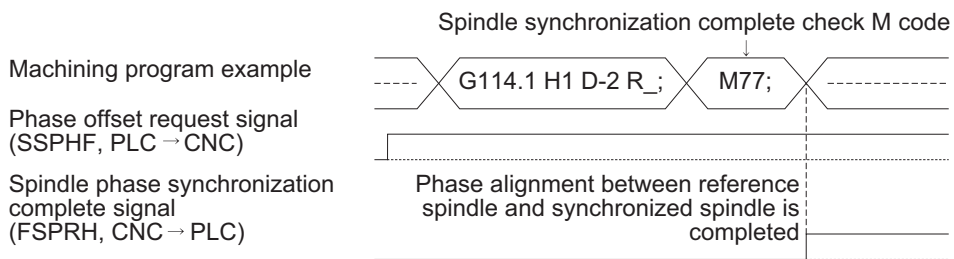 Spindle synchronization complete check M code
Machining program example
G114.1 H1 D-2 R_;
M77;
Phase offset request signal
(SSPHF, PLC→CNC)
Spindle phase synchronization
complete signal
(FSPRH, CNC→PLC)
Phase alignment between reference
spindle and synchronized spindle is
completed